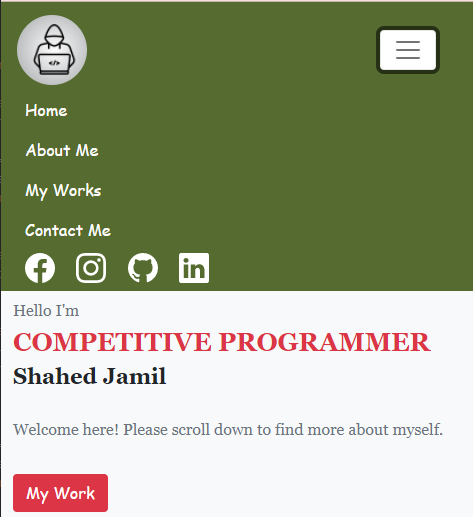 </>
Home
About Me
My Works
Contact Me
in
Hello I'm
COMPETITIVE PROGRAMMER
Shahed Jamil
Welcome here! Please scroll down to find more about myself.
My Work